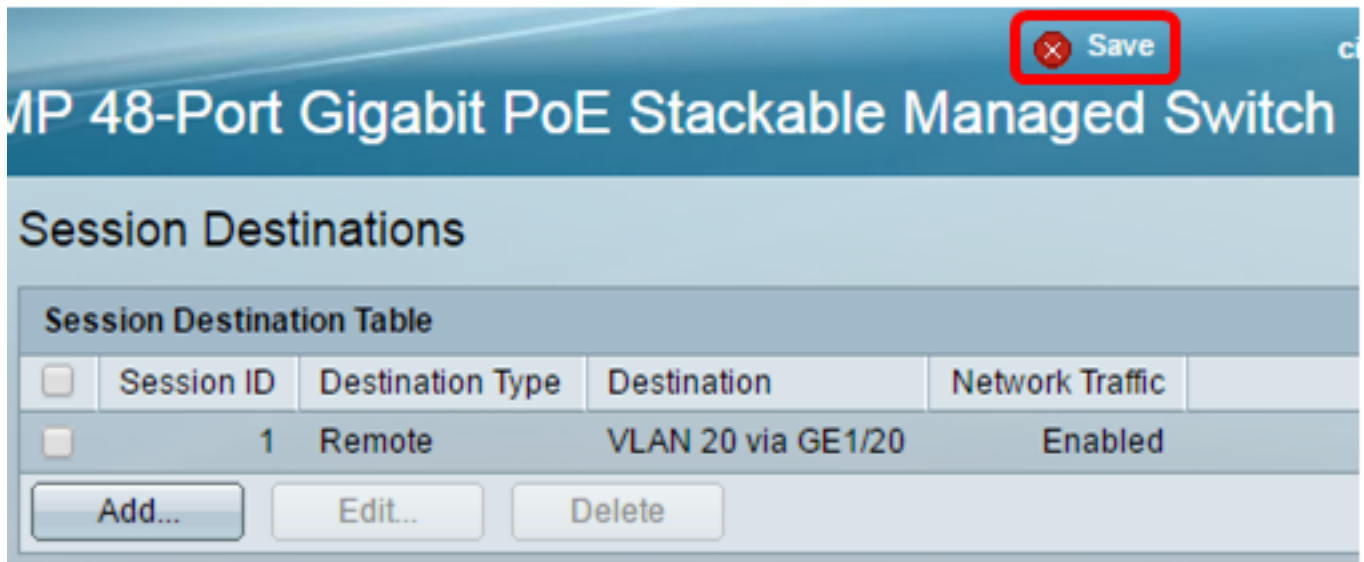 Save
ci
MP 48-Port Gigabit PoE Stackable Managed Switch
Session Destinations
Session Destination Table
Session ID Destination Type Destination Network Traffic
1 Remote VLAN 20 via GE1/20 Enabled
Add... Edit... Delete